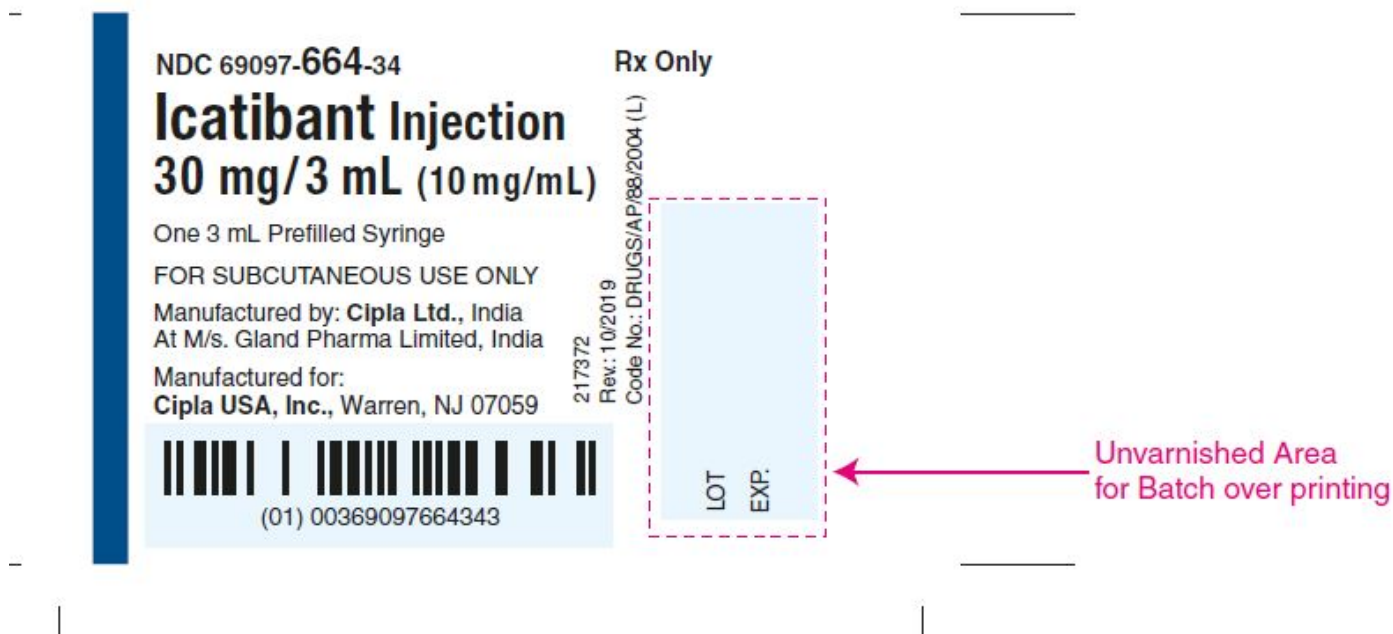 NDC 69097-664-34
Rx Only
Icatibant Injection
30 mg/3 mL (10 mg/mL)
One 3 mL Prefilled Syringe
FOR SUBCUTANEOUS USE ONLY
Manufactured by: Cipla Ltd., India
At M/s. Gland Pharma Limited, India
Manufactured for:
Cipla USA, Inc., Warren, NJ 07059
(01) 00369097664343
217372
Rev.: 10/2019
Code No.: DRUGS/AP/88/2004 (L)
LOT
EXP.
Unvarnished Area
for Batch over printing